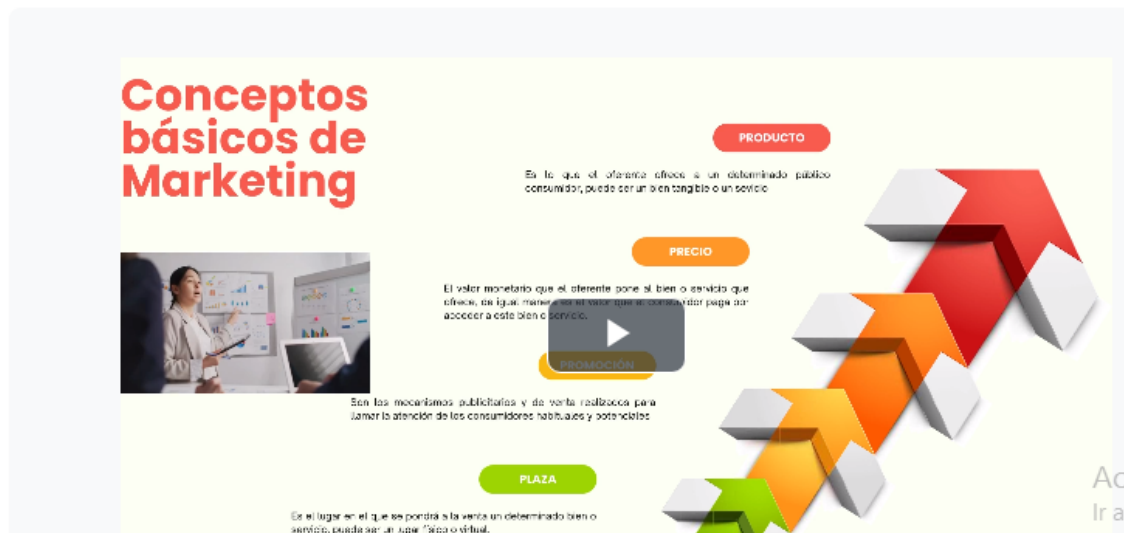 Conceptos
básicos de
Marketing
PRODUCTO
Es lo que el oferente ofrece a un determinado público
consumidor, puede ser un bien tangible o un sevicio
PRECIO
El valor monetario que el oferente pone al bien o servicio que
ofrece, de igual manera es el valor que el consumidor paga por
acceder a este bien o servicio.
PROMOCIÓN
Son los mecanismos publicitarios y de venta realizados para
llamar la atención de los consumidores habituales y potenciales
PLAZA
Es el lugar en el que se pondrá a la venta un determinado bien o
servicio, puede ser un lugar físico o virtual.
Ac
Ir a